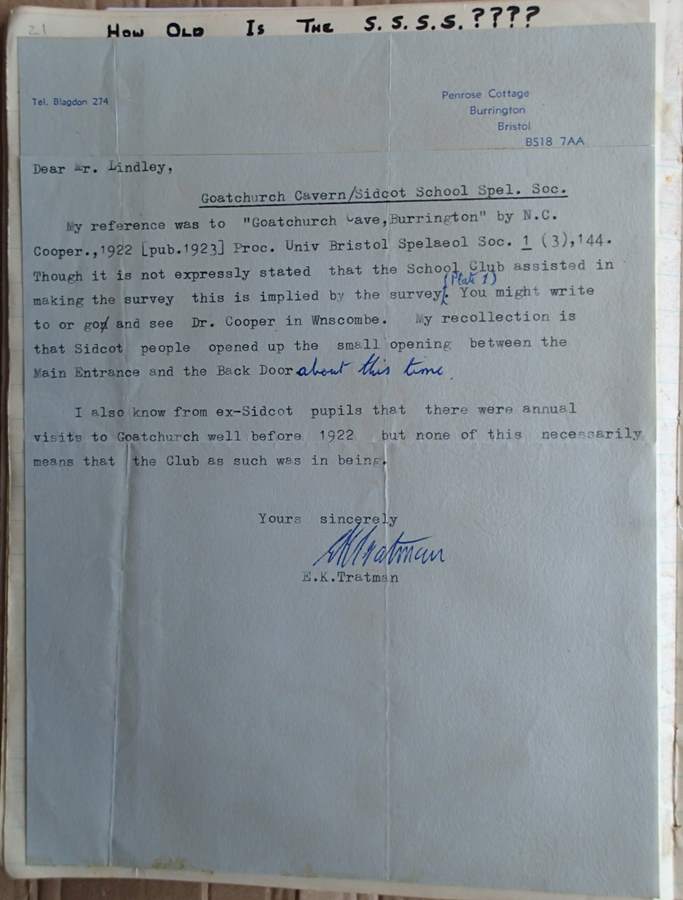 21
HOW OLD IS THE S.S.S.S.????
Tel. Blagdon 274
Penrose Cottage
Burrington
Bristol
BS18 7AA
Dear Mr. Lindley,
Goatchurch Cavern/Sidcot School Spel. Soc.
My reference was to "Goatchurch Cave,Burrington" by N.C.
Cooper.,1922 [pub.1923] Proc. Univ Bristol Spelaeol Soc. 1 (3),144.
Though it is not expressly stated that the School Club assisted in
(Plate 1)
making the survey this is implied by the survey. You might write
to or go and see Dr. Cooper in Wnscombe. My recollection is
that Sidcot people opened up the small opening between the
Main Entrance and the Back Door about this time.
I also know from ex-Sidcot pupils that there were annual
visits to Goatchurch well before 1922 but none of this necessarily
means that the Club as such was in being.
Yours sincerely
EKTratman
E.K.Tratman